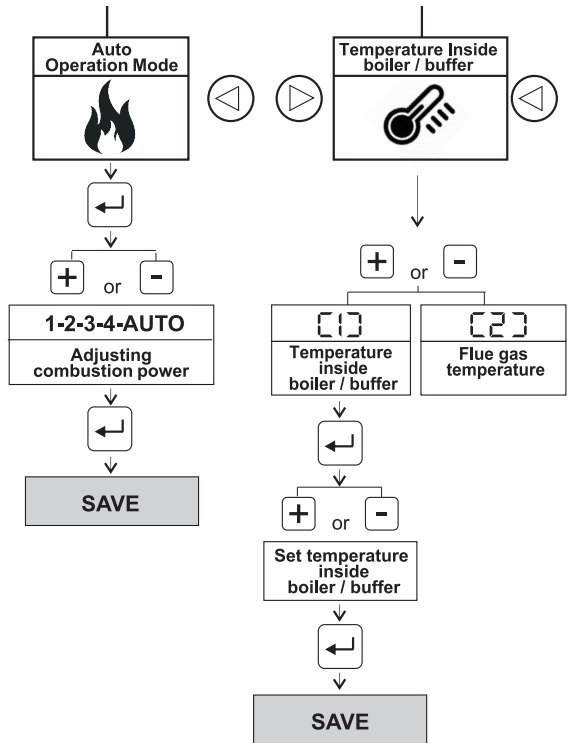 Auto
Operation Mode
Temperature Inside
boiler / buffer
+ or -
+ or -
1-2-3-4-AUTO
Adjusting
combustion power
[1]
Temperature
inside
boiler / buffer
[2]
Flue gas
temperature
SAVE
+ or -
Set temperature
inside
boiler / buffer
SAVE